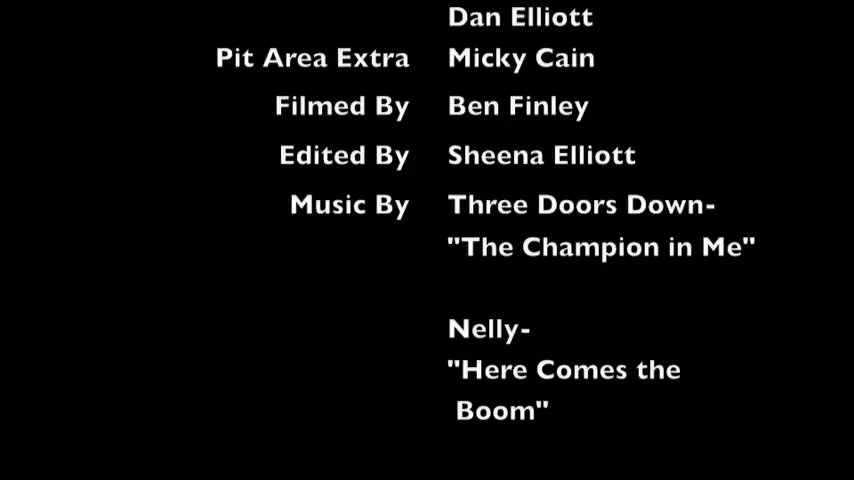 Dan Elliott
Pit Area Extra Micky Cain
Filmed By Ben Finley
Edited By Sheena Elliott
Music By Three Doors Down-
"The Champion in Me"
Nelly-
"Here Comes the
Boom"